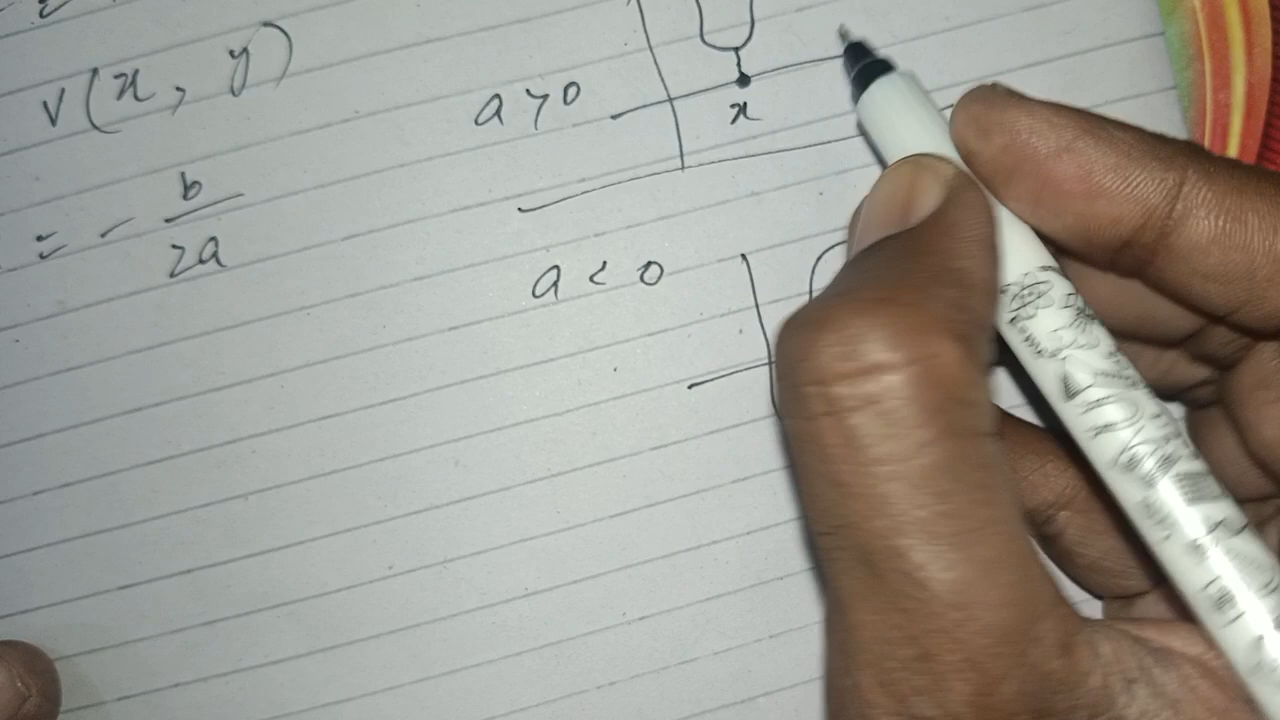 v(x, y)
a > 0
x
= - b/2a
a < 0